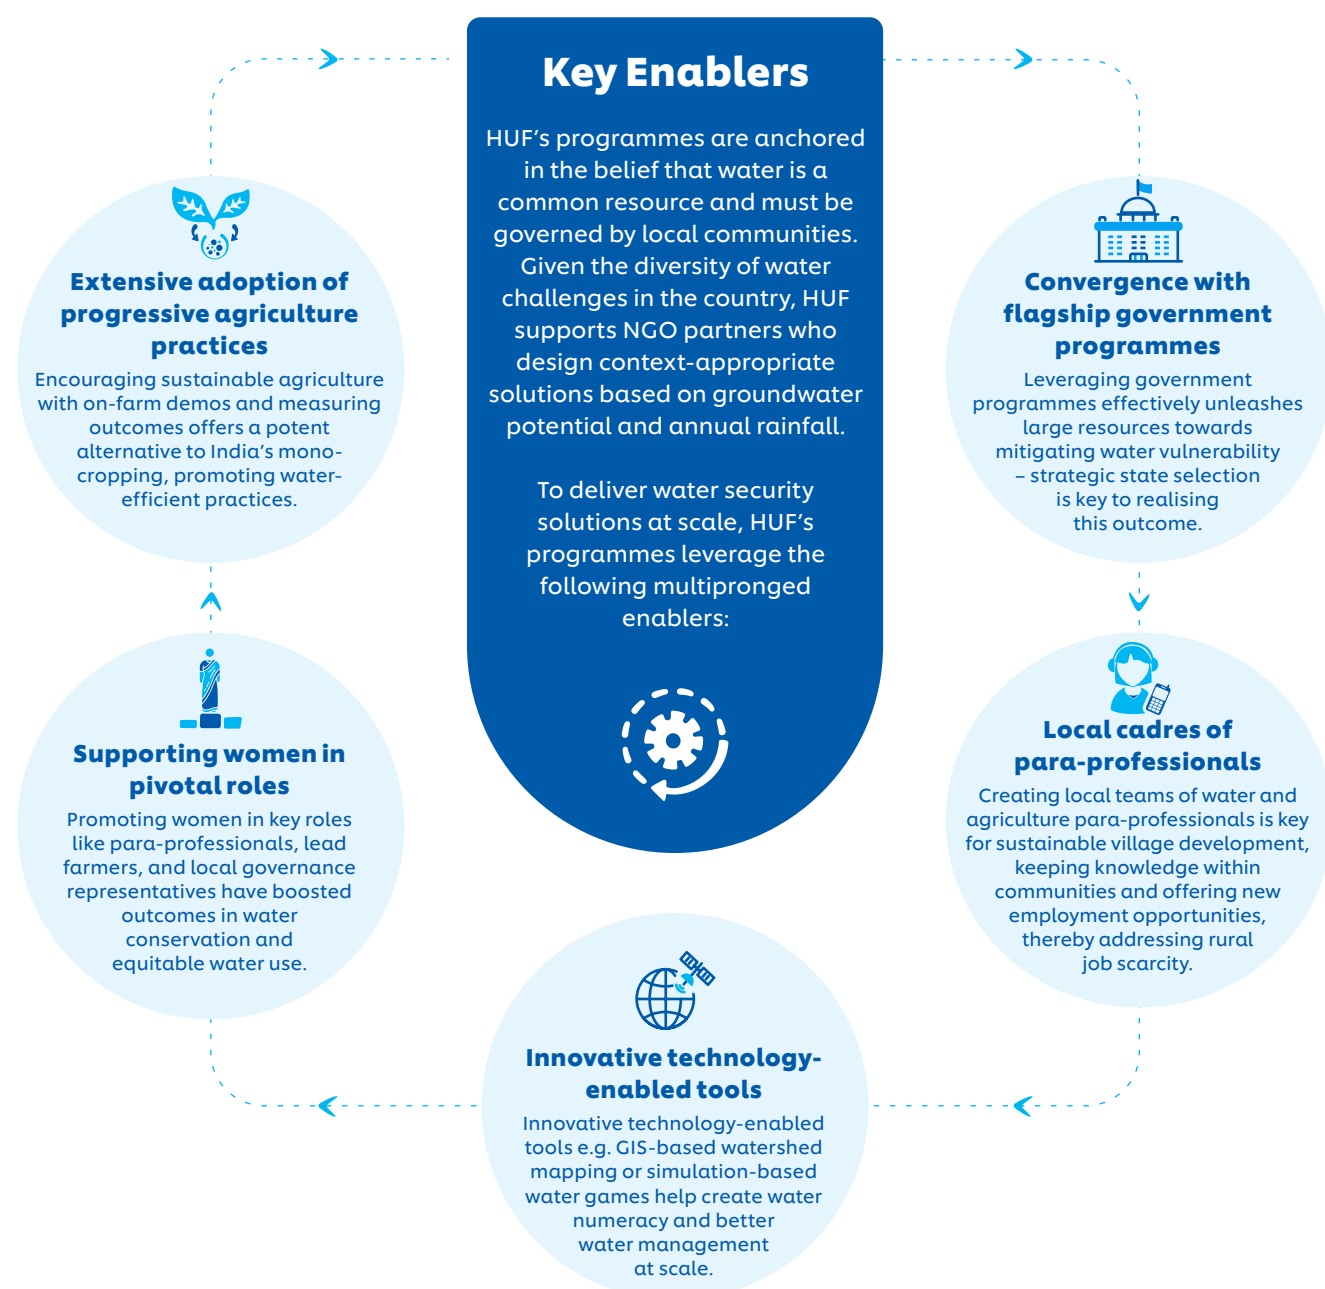 Key Enablers
HUF's programmes are anchored
in the belief that water is a
common resource and must be
governed by local communities.
Given the diversity of water
challenges in the country, HUF
supports NGO partners who
design context-appropriate
solutions based on groundwater
potential and annual rainfall.
To deliver water security
solutions at scale, HUF's
programmes leverage the
following multipronged
enablers:
Convergence with
flagship government
programmes
Leveraging government
programmes effectively unleashes
large resources towards
mitigating water vulnerability
– strategic state selection
is key to realising
this outcome.
Local cadres of
para-professionals
Creating local teams of water and
agriculture para-professionals is key
for sustainable village development,
keeping knowledge within
communities and offering new
employment opportunities,
thereby addressing rural
job scarcity.
Innovative technology-
enabled tools
Innovative technology-enabled
tools e.g. GIS-based watershed
mapping or simulation-based
water games help create water
numeracy and better
water management
at scale.
Supporting women in
pivotal roles
Promoting women in key roles
like para-professionals, lead
farmers, and local governance
representatives have boosted
outcomes in water
conservation and
equitable water use.
Extensive adoption of
progressive agriculture
practices
Encouraging sustainable agriculture
with on-farm demos and measuring
outcomes offers a potent
alternative to India's mono-
cropping, promoting water-
efficient practices.